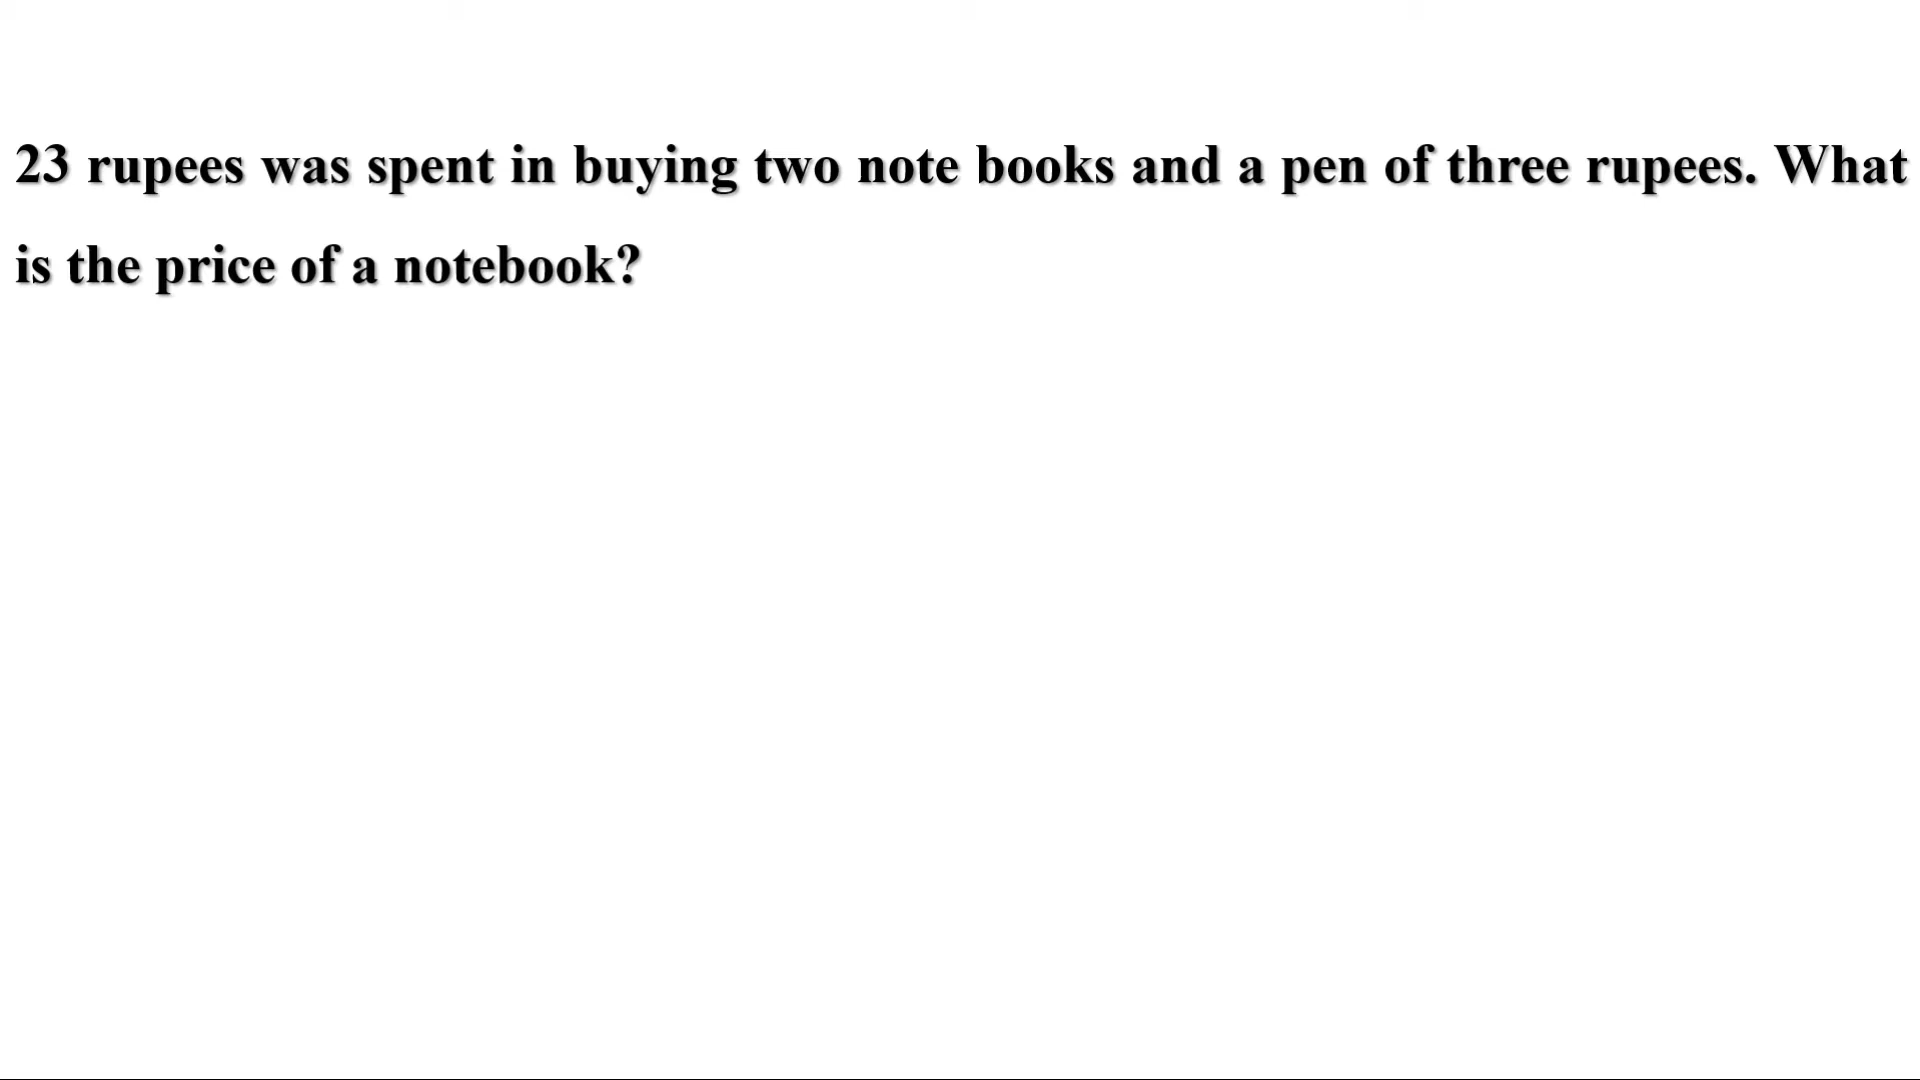 23 rupees was spent in buying two note books and a pen of three rupees. What
is the price of a notebook?